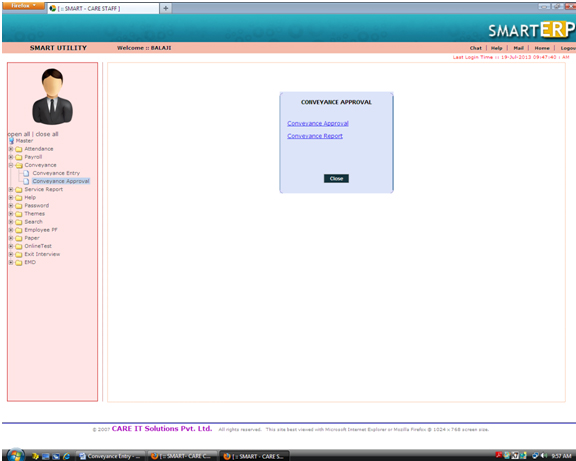 Firefox
[ :: SMART - CARE STAFF ]
SMARTERP
SMART UTILITY
Welcome :: BALAJI
Chat | Help | Mail | Home | Logou
Last Login Time :: 19-Jul-2013 09:47:43 : AM
open all | close all
Master
Attendance
Payroll
Conveyance
Conveyance Entry
Conveyance Approval
Service Report
Help
Password
Themes
Search
Employee PF
Paper
OnlineTest
Exit Interview
EMD
CONVEYANCE APPROVAL
Conveyance Approval
Conveyance Report
Close
© 2007 CARE IT Solutions Pvt. Ltd. All rights reserved. This site best viewed with Microsoft Internet Explorer or Mozilla Firefox @ 1024 x 768 screen size.
Conveyance Entry - ...
[ :: SMART- CARE C...
[ :: SMART - CARE S...
9:57 AM